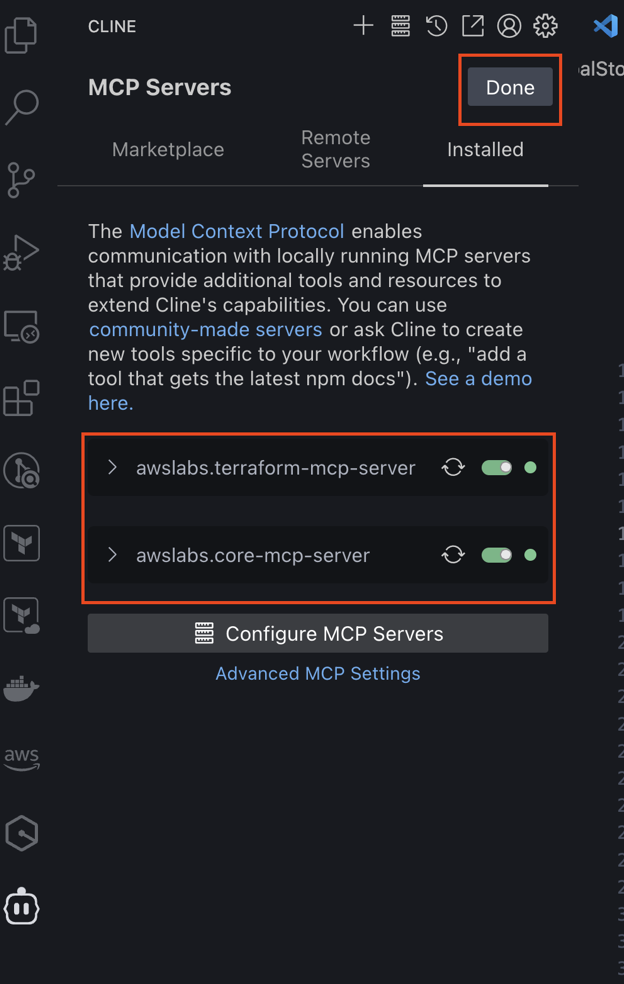 CLINE
MCP Servers
Done
alSto
Marketplace
Remote
Servers
Installed
The Model Context Protocol enables
communication with locally running MCP servers
that provide additional tools and resources to
extend Cline's capabilities. You can use
community-made servers or ask Cline to create
new tools specific to your workflow (e.g., "add a
tool that gets the latest npm docs"). See a demo
here.
awslabs.terraform-mcp-server
awslabs.core-mcp-server
Configure MCP Servers
Advanced MCP Settings
aws